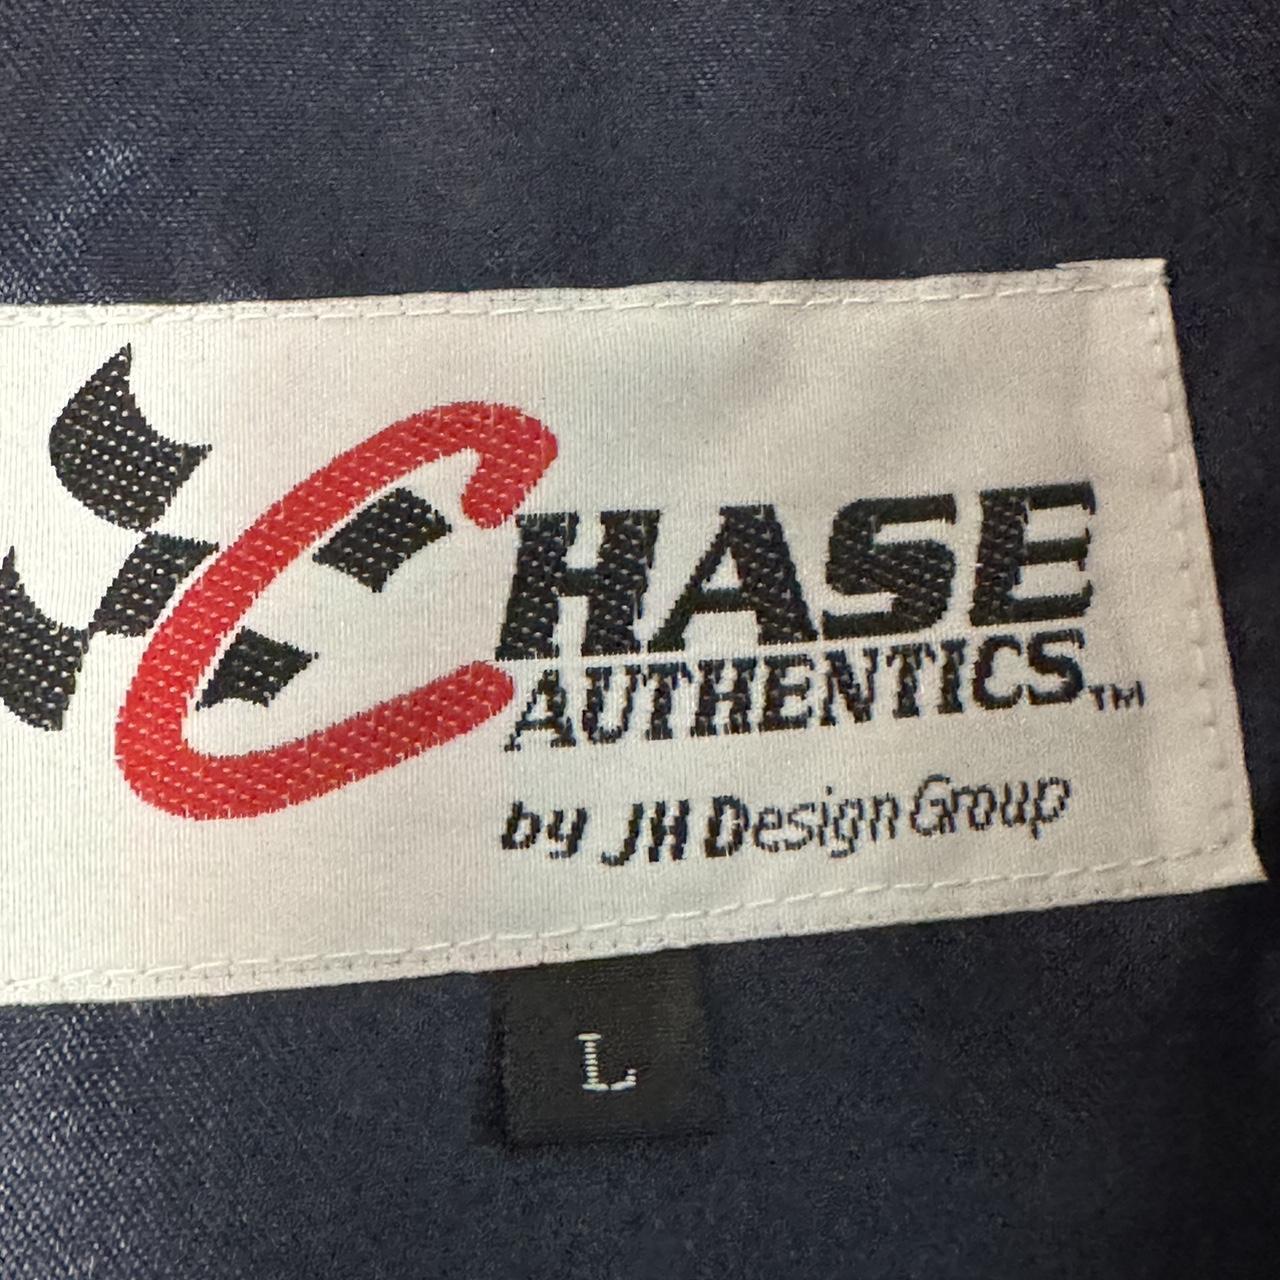 CHASE
AUTHENTICS™
by JH Design Group
L